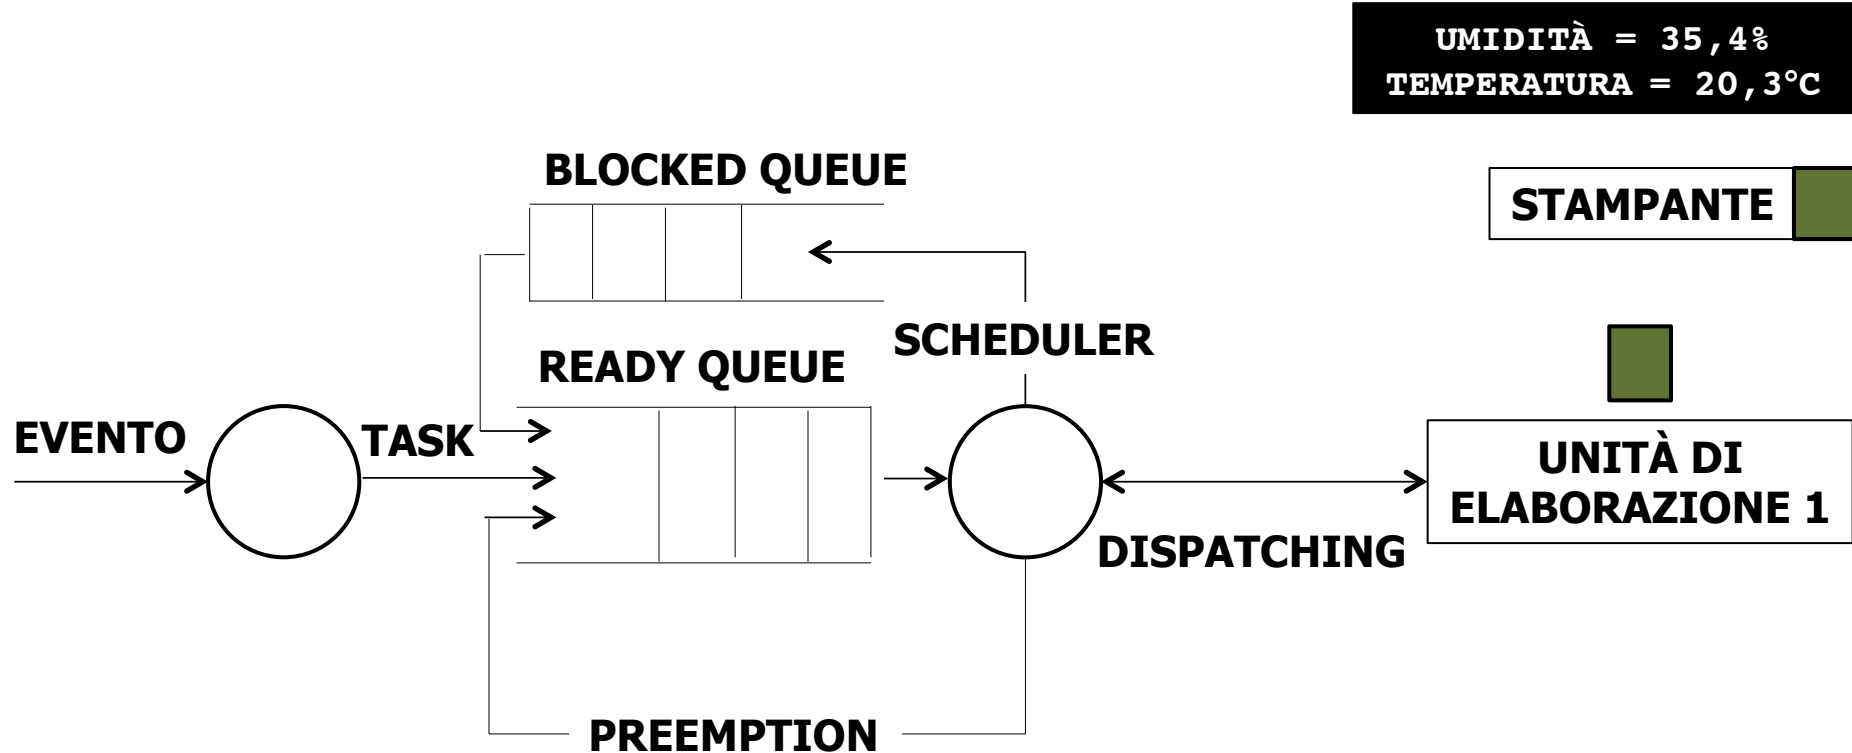 UMIDITÀ = 35,4%
TEMPERATURA = 20,3°C
BLOCKED QUEUE
STAMPANTE
SCHEDULER
READY QUEUE
EVENTO
TASK
UNITÀ DI
ELABORAZIONE 1
DISPATCHING
PREEMPTION